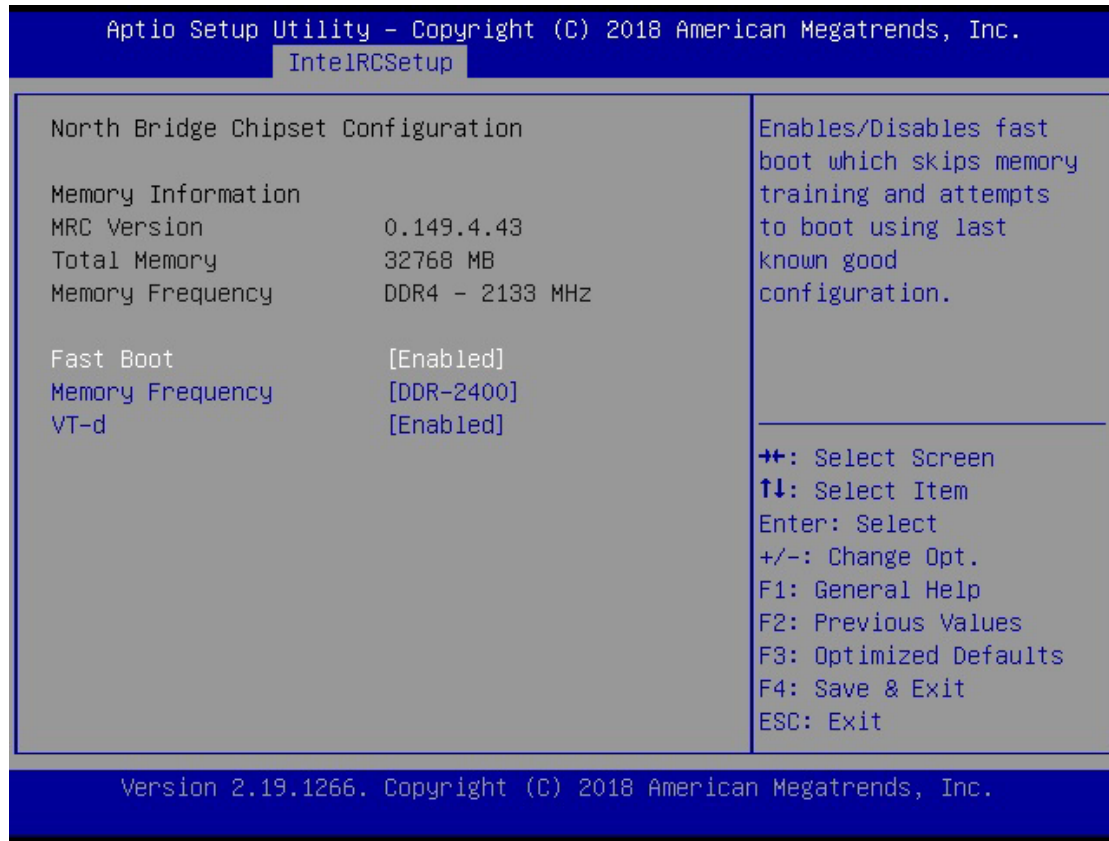 Aptio Setup Utility – Copyright (C) 2018 American Megatrends, Inc.
IntelRCSetup
North Bridge Chipset Configuration
Memory Information
MRC Version 0.149.4.43
Total Memory 32768 MB
Memory Frequency DDR4 – 2133 MHz
Fast Boot [Enabled]
Memory Frequency [DDR-2400]
VT-d [Enabled]
Enables/Disables fast
boot which skips memory
training and attempts
to boot using last
known good
configuration.
→←: Select Screen
↑↓: Select Item
Enter: Select
+/-: Change Opt.
F1: General Help
F2: Previous Values
F3: Optimized Defaults
F4: Save & Exit
ESC: Exit
Version 2.19.1266. Copyright (C) 2018 American Megatrends, Inc.